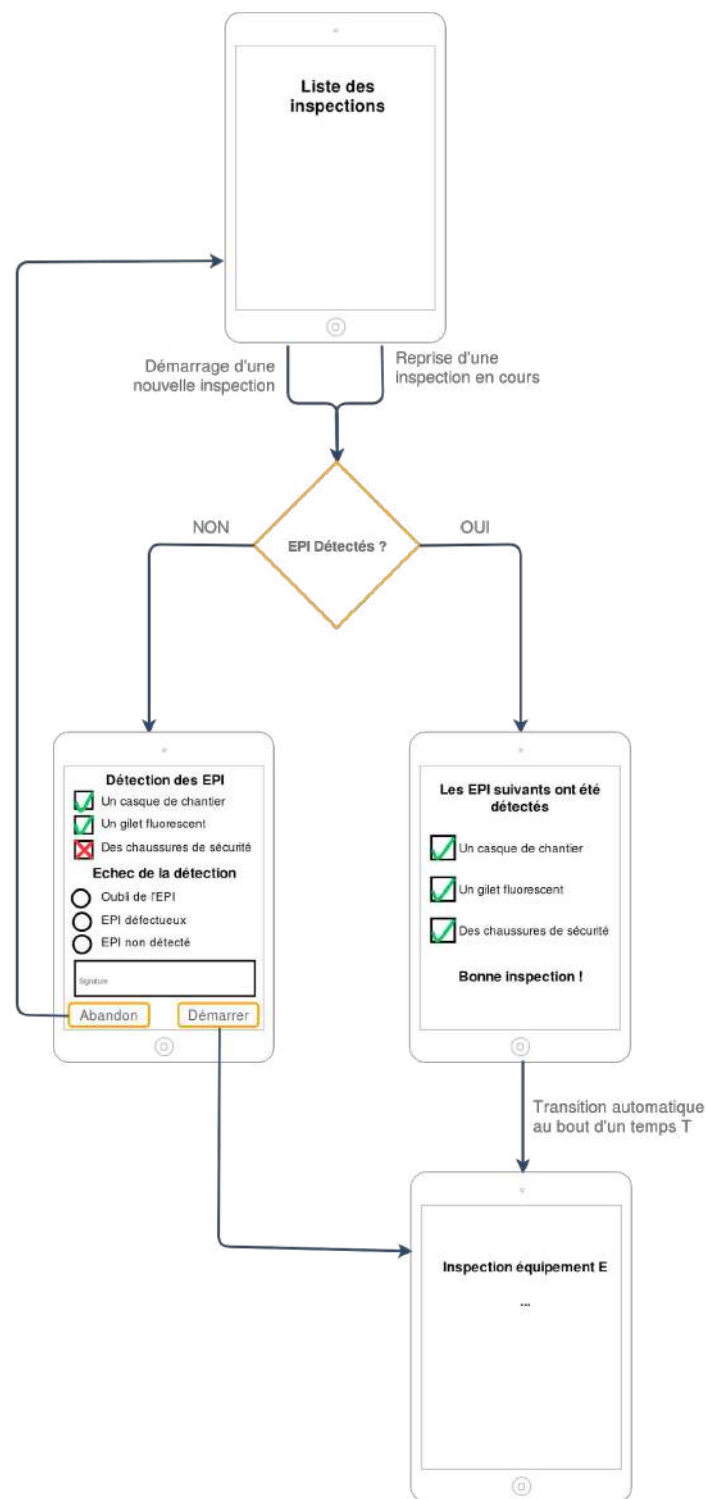 Liste des
inspections
Démarrage d'une
nouvelle inspection
Reprise d'une
inspection en cours
EPI Détectés ?
NON
OUI
Détection des EPI
Un casque de chantier
Un gilet fluorescent
Des chaussures de sécurité
Echec de la détection
Oubli de l'EPI
EPI défectueux
EPI non détecté
Signature
Abandon
Démarrer
Les EPI suivants ont été
détectés
Un casque de chantier
Un gilet fluorescent
Des chaussures de sécurité
Bonne inspection !
Transition automatique
au bout d'un temps T
Inspection équipement E
...